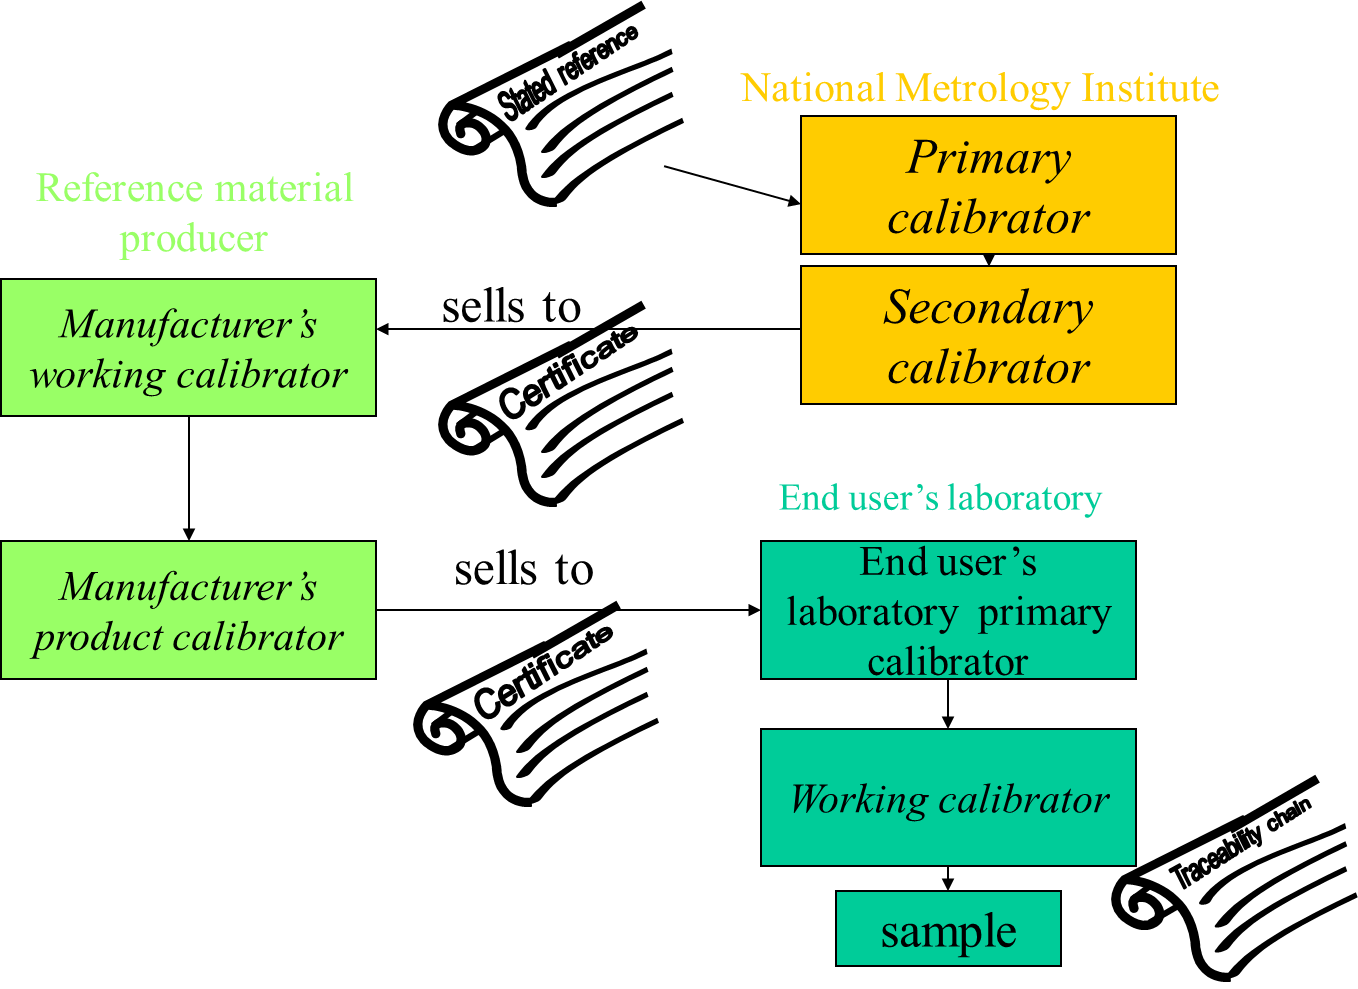 Stated reference
National Metrology Institute
Primary
calibrator
Reference material
producer
Secondary
calibrator
sells to
Manufacturer’s
working calibrator
Certificate
End user’s laboratory
Manufacturer’s
product calibrator
sells to
End user’s
laboratory primary
calibrator
Certificate
Working calibrator
Traceability chain
sample